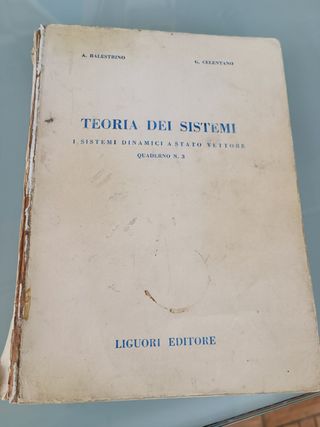 A. BALESTRINO G. CELENTANO
TEORIA DEI SISTEMI
I SISTEMI DINAMICI A STATO VETTORE
QUADERNO N. 3
LIGUORI EDITORE